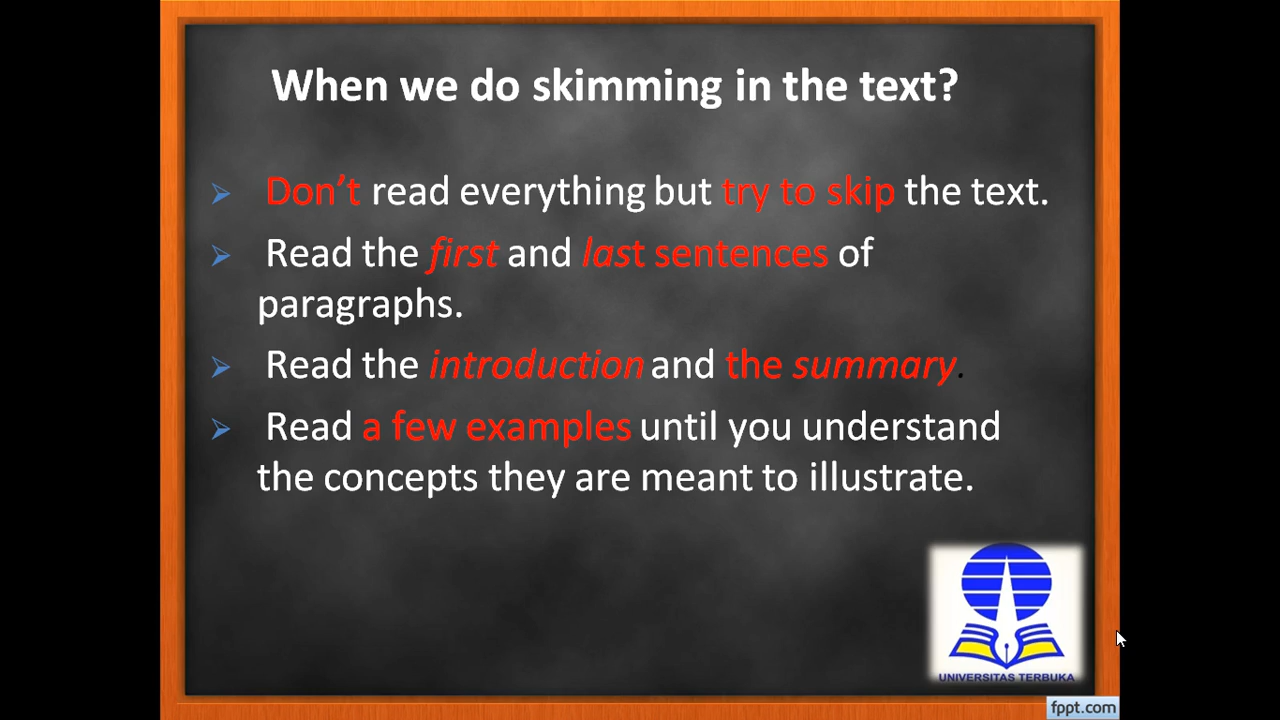 When we do skimming in the text?
Don't read everything but try to skip the text.
Read the first and last sentences of
paragraphs.
Read the introduction and the summary.
Read a few examples until you understand
the concepts they are meant to illustrate.
UNIVERSITAS TERBUKA
fppt.com